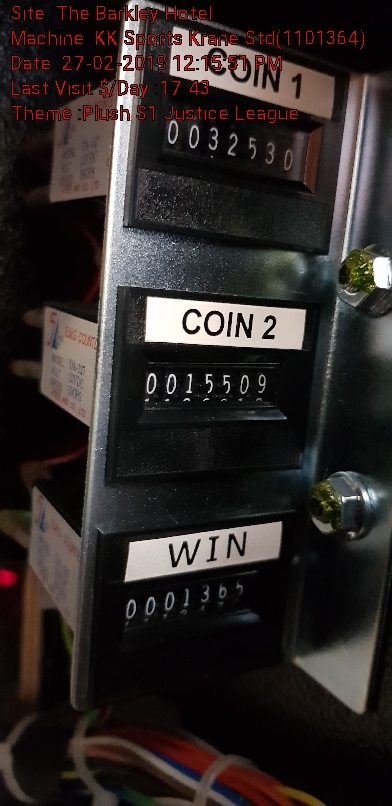 Site The Barkley Hotel
Machine KK Sports Krane Std(1101364)
Date 27-02-2019 12:15:51 PM
Last Visit $/Day :17 43
Theme :Plush S1 Justice League
COIN 1
0032530
COIN 2
0015509
WIN
0001365